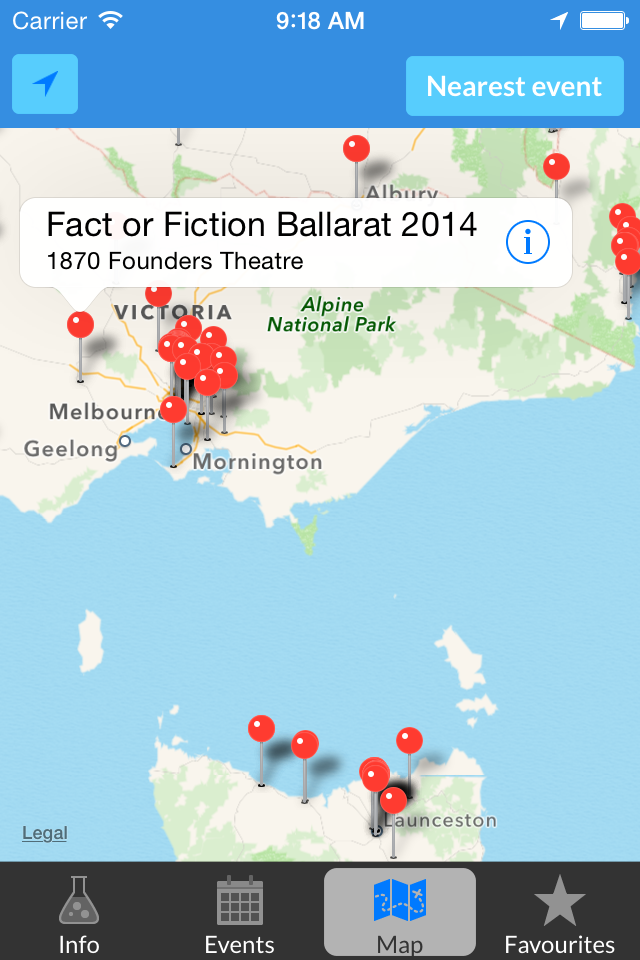 Carrier 9:18 AM
Nearest event
Albury
Fact or Fiction Ballarat 2014
1870 Founders Theatre
i
VICTORIA
Alpine
National Park
Melbourne
Geelong
Mornington
Launceston
Legal
Info Events Map Favourites